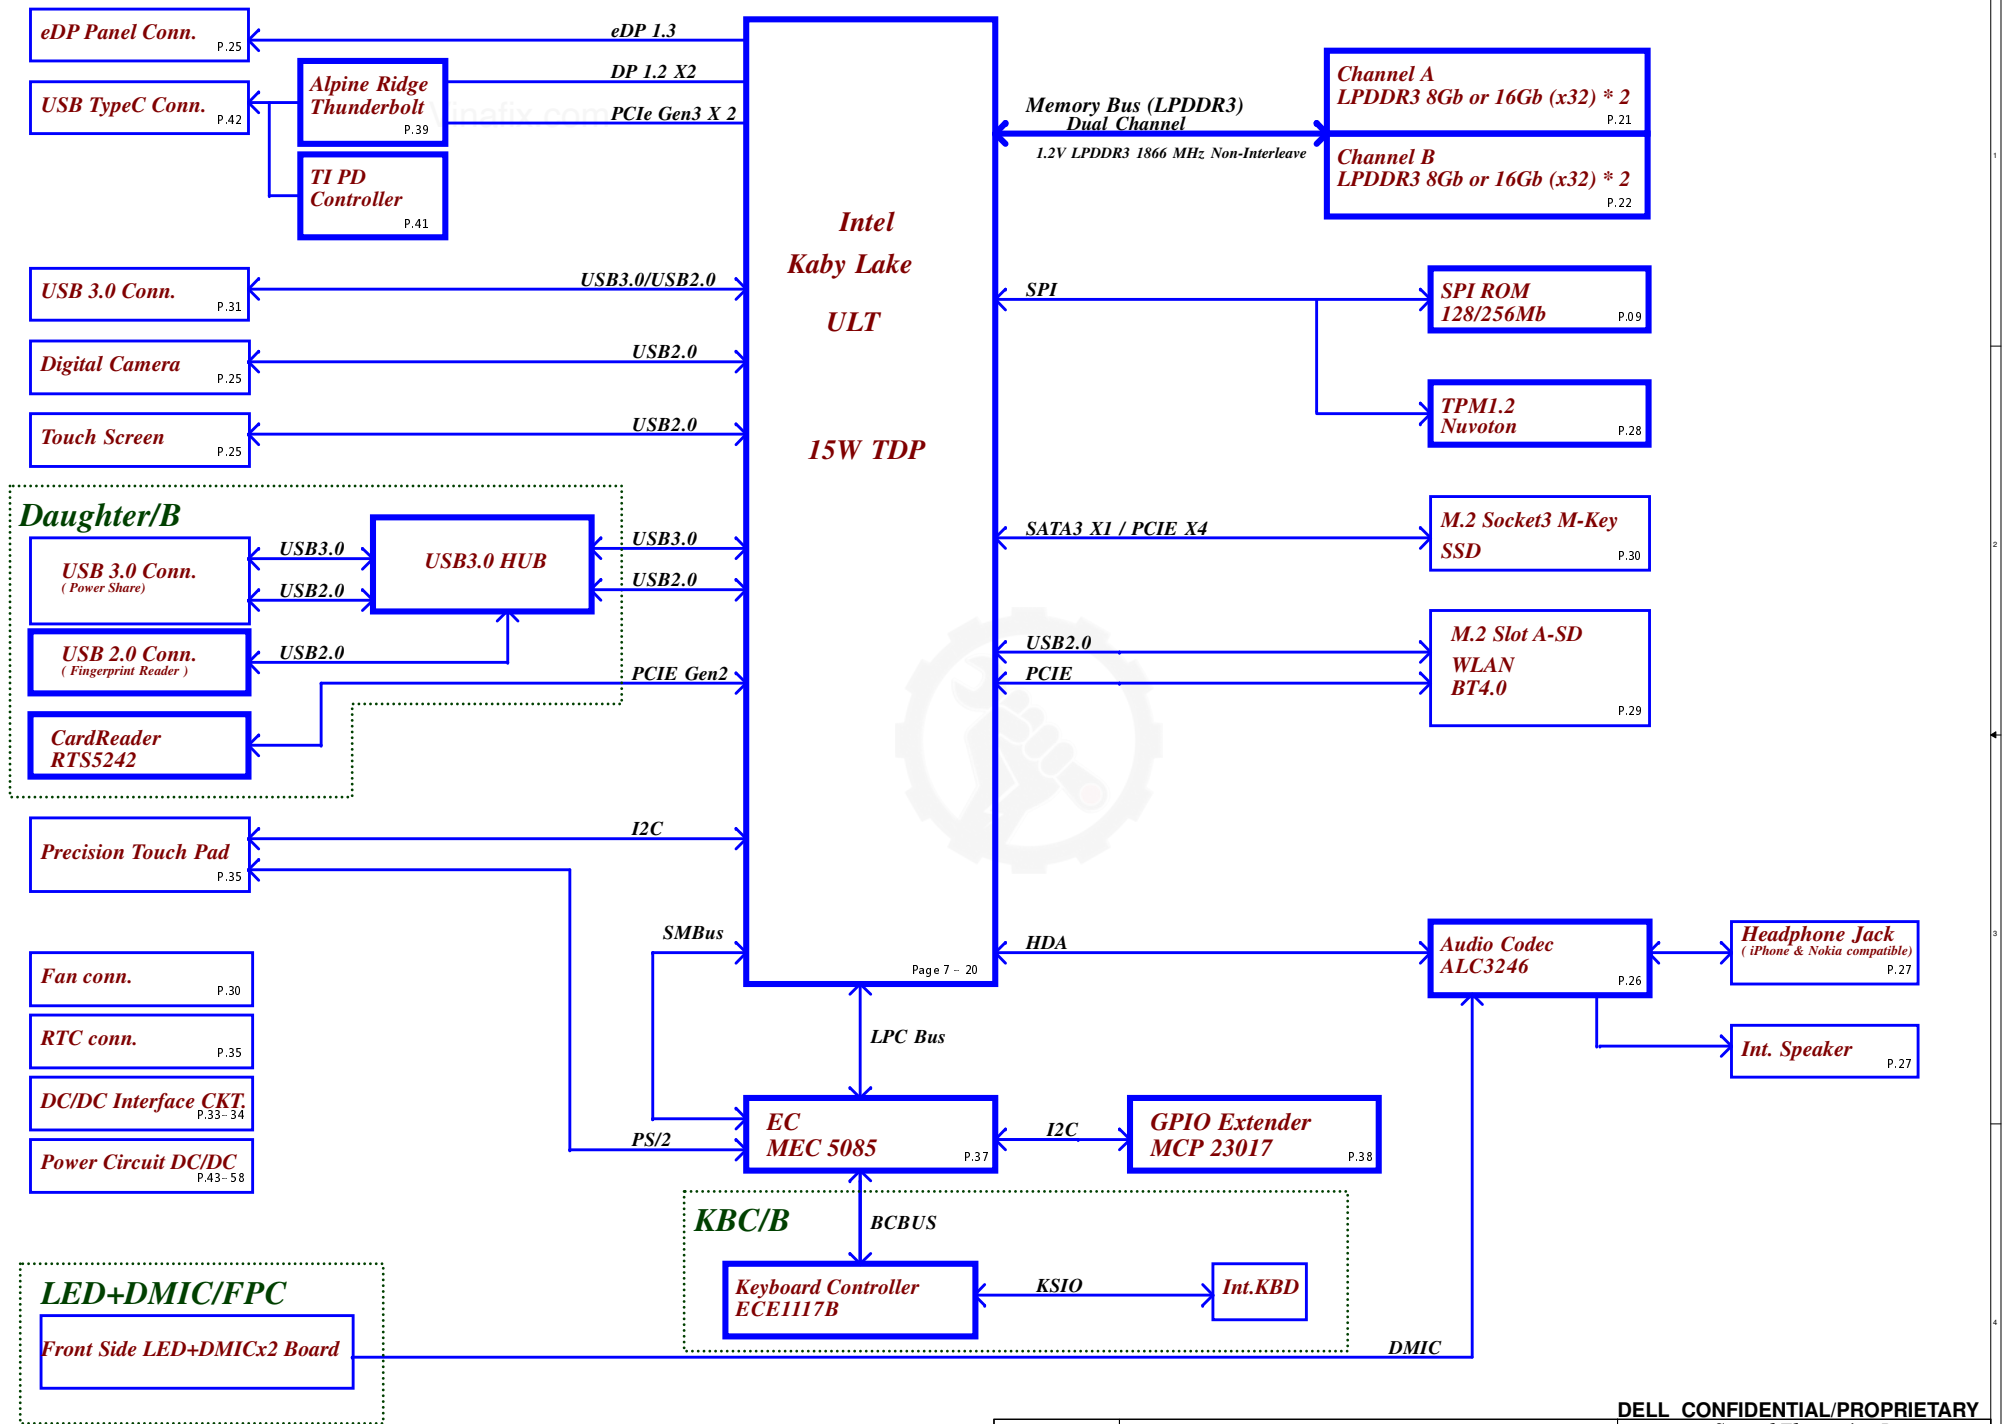 eDP Panel Conn.
P.25
eDP 1.3
USB TypeC Conn.
P.42
Alpine Ridge
Thunderbolt
P.39
DP 1.2 X2
PCIe Gen3 X 2
Vinafix.com
TI PD
Controller
P.41
USB 3.0 Conn.
P.31
USB3.0/USB2.0
Digital Camera
P.25
USB2.0
Touch Screen
P.25
USB2.0
Daughter/B
USB 3.0 Conn.
( Power Share)
USB3.0
USB2.0
USB3.0 HUB
USB3.0
USB2.0
USB 2.0 Conn.
( Fingerprint Reader )
USB2.0
PCIE Gen2
CardReader
RTS5242
Precision Touch Pad
P.35
I2C
SMBus
PS/2
Fan conn.
P.30
RTC conn.
P.35
DC/DC Interface CKT.
P.33--34
Power Circuit DC/DC
P.43--58
LED+DMIC/FPC
Front Side LED+DMICx2 Board
Intel
Kaby Lake
ULT
15W TDP
Page 7 -- 20
LPC Bus
EC
MEC 5085
P.37
I2C
GPIO Extender
MCP 23017
P.38
KBC/B
BCBUS
Keyboard Controller
ECE1117B
KSIO
Int.KBD
DMIC
Memory Bus (LPDDR3)
Dual Channel
1.2V LPDDR3 1866 MHz Non-Interleave
Channel A
LPDDR3 8Gb or 16Gb (x32) * 2
P.21
Channel B
LPDDR3 8Gb or 16Gb (x32) * 2
P.22
SPI
SPI ROM
128/256Mb
P.09
TPM1.2
Nuvoton
P.28
SATA3 X1 / PCIE X4
M.2 Socket3 M-Key
SSD
P.30
USB2.0
PCIE
M.2 Slot A-SD
WLAN
BT4.0
P.29
HDA
Audio Codec
ALC3246
P.26
Headphone Jack
( iPhone & Nokia compatible)
P.27
Int. Speaker
P.27
1
2
3
4
DELL CONFIDENTIAL/PROPRIETARY